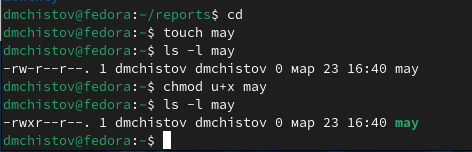 dmchistov@fedora:~/reports$ cd
dmchistov@fedora:~$ touch may
dmchistov@fedora:~$ ls -l may
-rw-r--r--. 1 dmchistov dmchistov 0 мар 23 16:40 may
dmchistov@fedora:~$ chmod u+x may
dmchistov@fedora:~$ ls -l may
-rwxr--r--. 1 dmchistov dmchistov 0 мар 23 16:40 may
dmchistov@fedora:~$